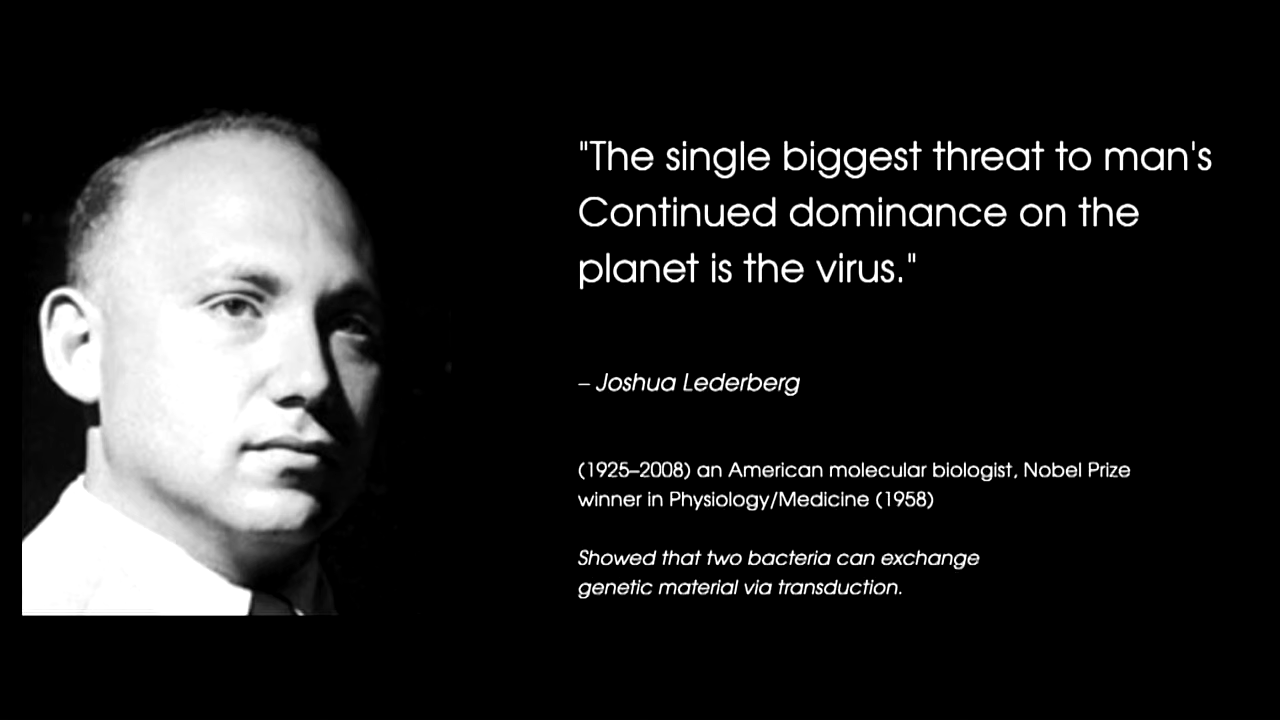 "The single biggest threat to man's
Continued dominance on the
planet is the virus."
– Joshua Lederberg
(1925–2008) an American molecular biologist, Nobel Prize
winner in Physiology/Medicine (1958)
Showed that two bacteria can exchange
genetic material via transduction.